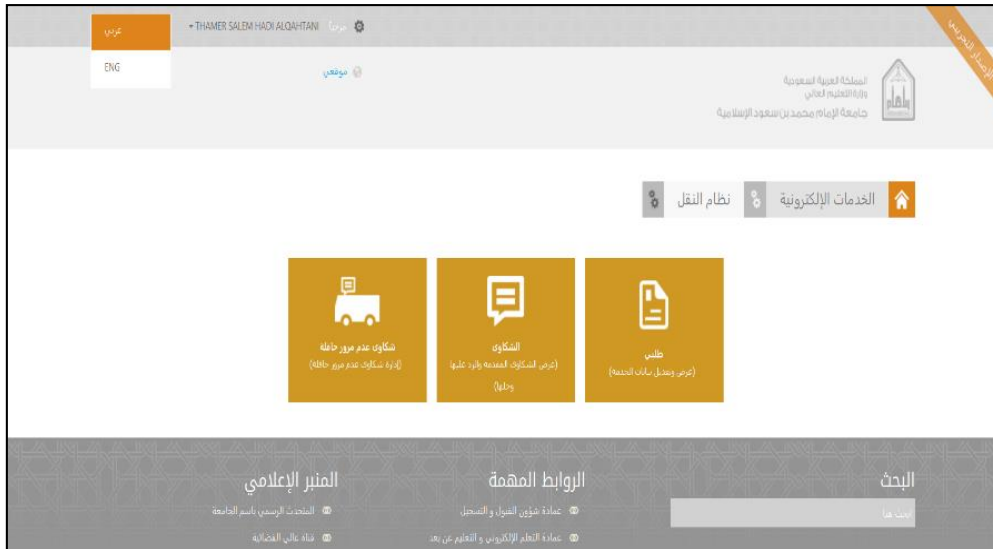 الإصدار التجريبي
مرحباً THAMER SALEM HADI ALQAHTANI
عربي
ENG
موقعي
المملكة العربية السعودية
وزارة التعليم العالي
جامعة الإمام محمد بن سعود الإسلامية
الخدمات الإلكترونية
نظام النقل
طلبي
(عرض وتعديل بيانات الخدمة)
الشكاوى
(عرض الشكاوى المقدمة والرد عليها
وحلها)
شكاوى عدم مرور حافلة
(إدارة شكاوى عدم مرور حافلة)
البحث
ابحث هنا
الروابط المهمة
عمادة شؤون القبول و التسجيل
عمادة التعلم الإلكتروني و التعليم عن بعد
المنبر الإعلامي
المتحدث الرسمي باسم الجامعة
قناة عالي الفضائية